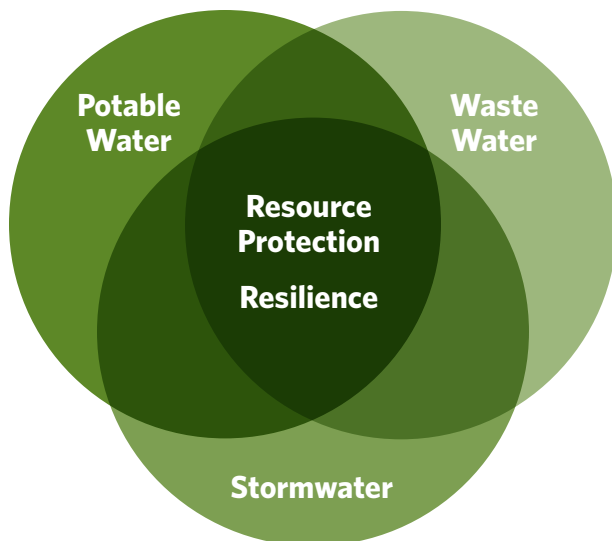 Potable
Water
Waste
Water
Resource
Protection
Resilience
Stormwater